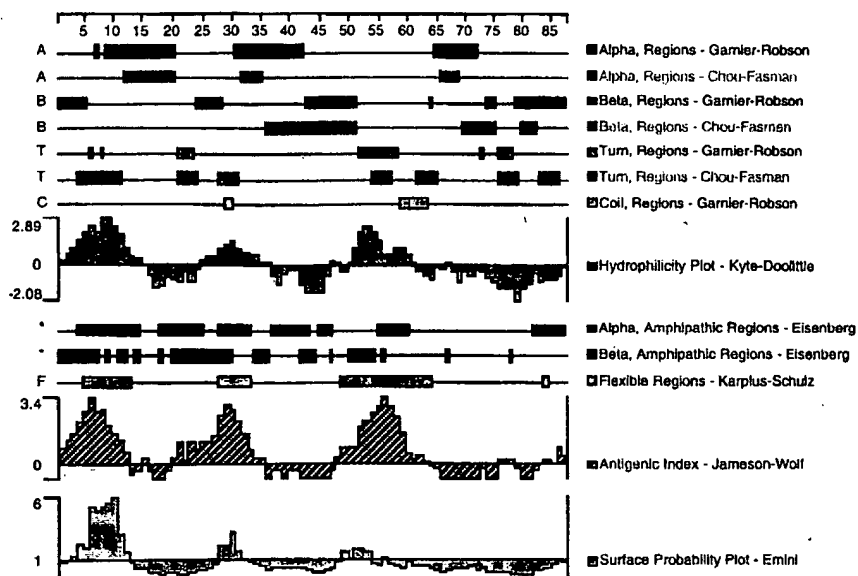 5 10 15 20 25 30 35 40 45 50 55 60 65 70 75 80 85
A Alpha, Regions - Garnier-Robson
A Alpha, Regions - Chou-Fasman
B Beta, Regions - Garnier-Robson
B Beta, Regions - Chou-Fasman
T Turn, Regions - Garnier-Robson
T Turn, Regions - Chou-Fasman
C Coil, Regions - Garnier-Robson
2.89
0 Hydrophilicity Plot - Kyte-Doolittle
-2.08
* Alpha, Amphipathic Regions - Eisenberg
* Beta, Amphipathic Regions - Eisenberg
F Flexible Regions - Karplus-Schulz
3.4
0 Antigenic Index - Jameson-Wolf
6
1 Surface Probability Plot - Emini